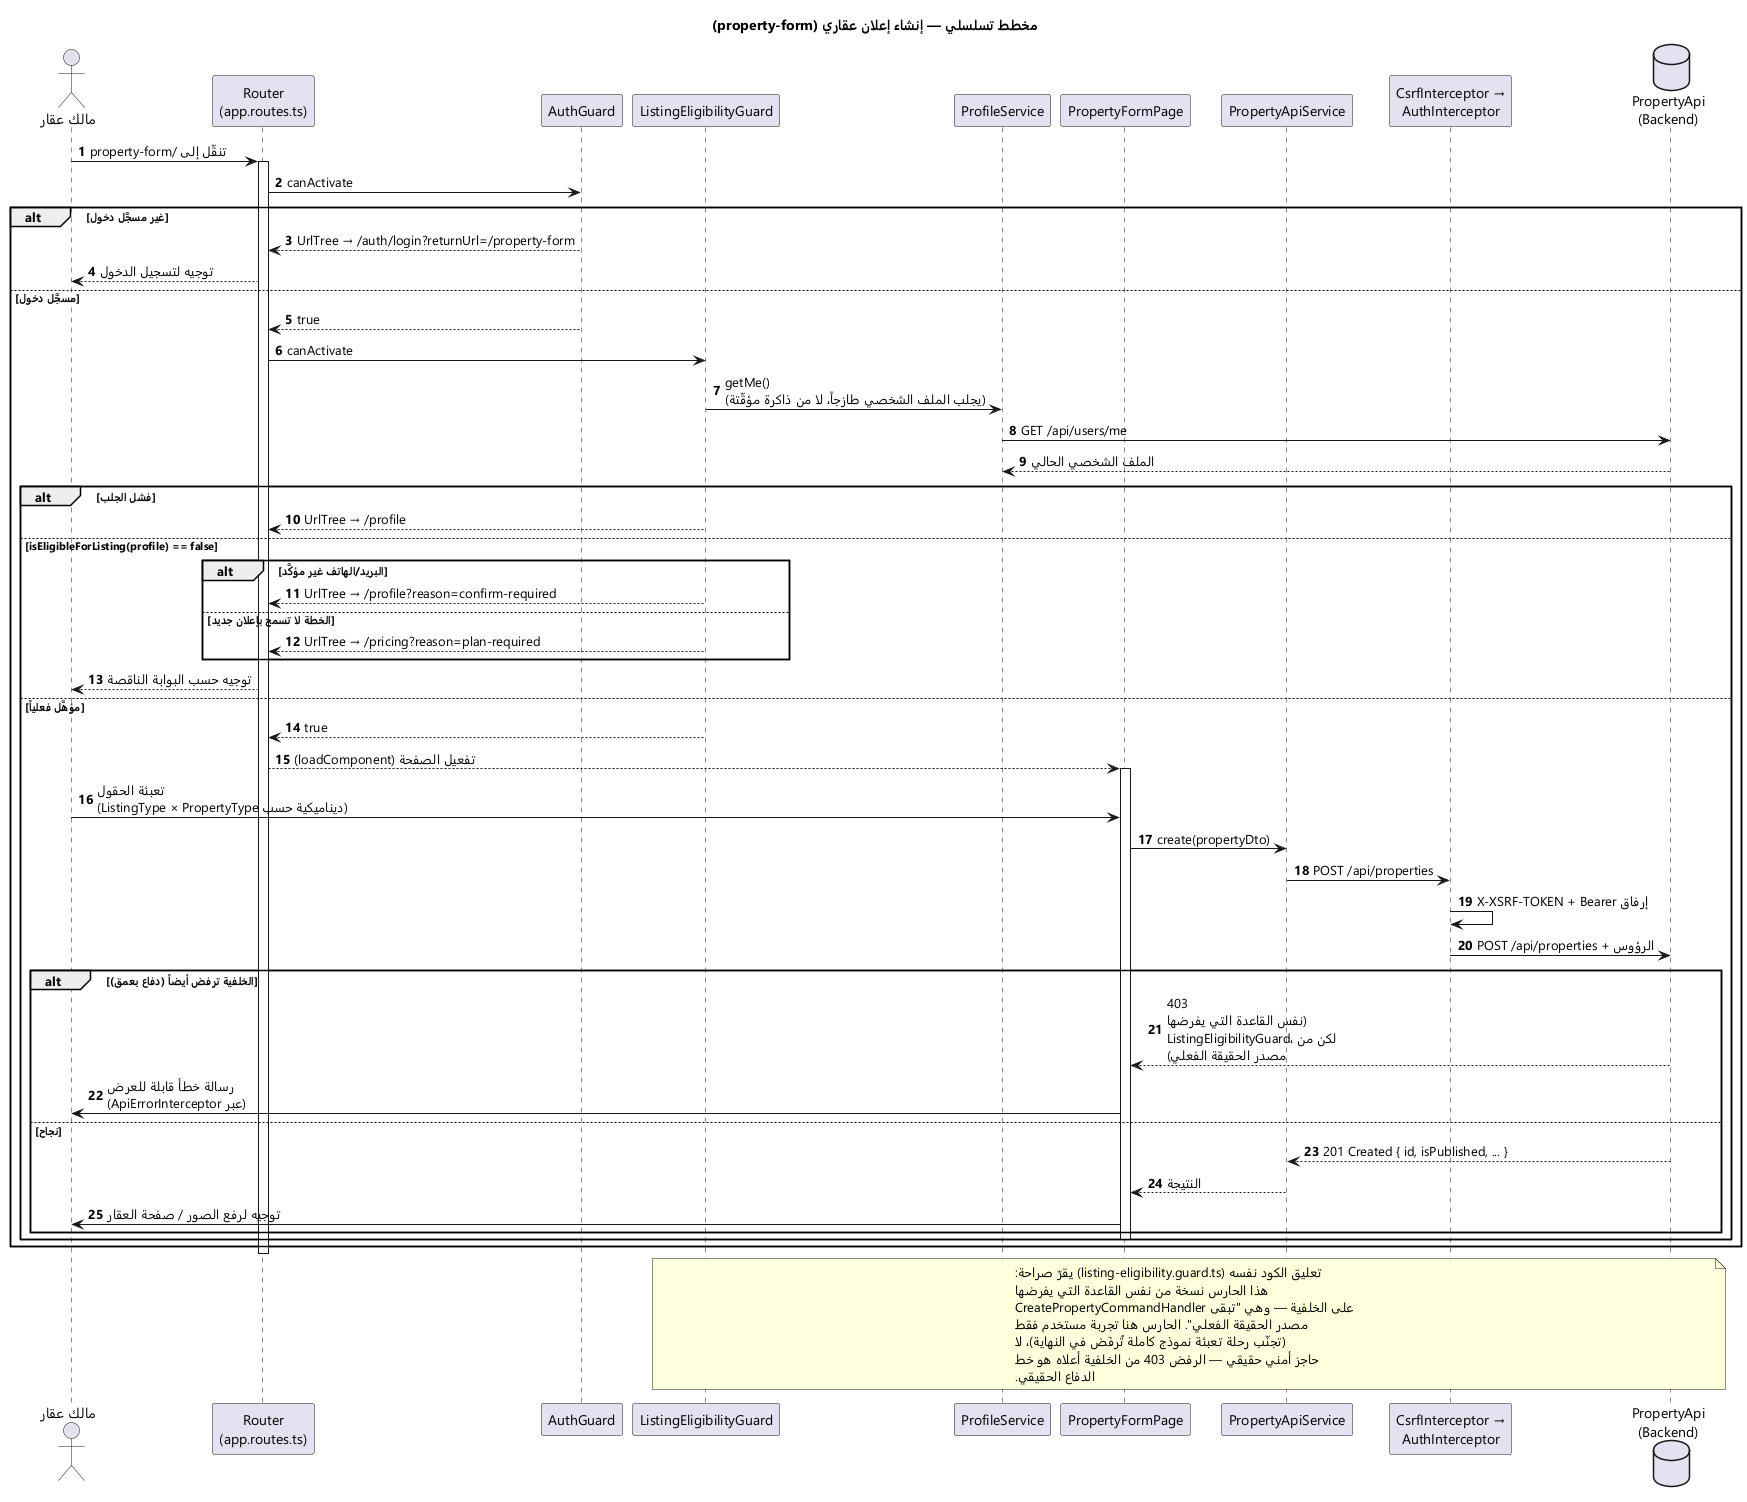 مخطط تسلسلي — إنشاء إعلان عقاري (property-form)
مالك عقار
Router
(app.routes.ts)
AuthGuard
ListingEligibilityGuard
ProfileService
PropertyFormPage
PropertyApiService
CsrfInterceptor →
AuthInterceptor
PropertyApi
(Backend)
1 تنقّل إلى /property-form
2 canActivate
alt [غير مسجَّل دخول]
3 UrlTree → /auth/login?returnUrl=/property-form
4 توجيه لتسجيل الدخول
[مسجَّل دخول]
5 true
6 canActivate
7 getMe()
(يجلب الملف الشخصي طازجاً، لا من ذاكرة مؤقّتة)
8 GET /api/users/me
9 الملف الشخصي الحالي
alt [فشل الجلب]
10 UrlTree → /profile
[isEligibleForListing(profile) == false]
alt [البريد/الهاتف غير مؤكَّد]
11 UrlTree → /profile?reason=confirm-required
[الخطة لا تسمح بإعلان جديد]
12 UrlTree → /pricing?reason=plan-required
13 توجيه حسب البوابة الناقصة
[مؤهَّل فعلياً]
14 true
15 تفعيل الصفحة (loadComponent)
16 تعبئة الحقول
(ديناميكية حسب ListingType × PropertyType)
17 create(propertyDto)
18 POST /api/properties
19 إرفاق X-XSRF-TOKEN + Bearer
20 POST /api/properties + الرؤوس
alt [الخلفية ترفض أيضاً (دفاع بعمق)]
21 403
(نفس القاعدة التي يفرضها
ListingEligibilityGuard، لكن من
مصدر الحقيقة الفعلي)
22 رسالة خطأ قابلة للعرض
(عبر ApiErrorInterceptor)
[نجاح]
23 201 Created { id, isPublished, ... }
24 النتيجة
25 توجيه لرفع الصور / صفحة العقار
تعليق الكود نفسه (listing-eligibility.guard.ts) يقرّ صراحة:
هذا الحارس نسخة من نفس القاعدة التي يفرضها
CreatePropertyCommandHandler على الخلفية — وهي "تبقى
مصدر الحقيقة الفعلي". الحارس هنا تجربة مستخدم فقط
(تجنّب رحلة تعبئة نموذج كاملة تُرفَض في النهاية)، لا
حاجز أمني حقيقي — الرفض 403 من الخلفية أعلاه هو خط
الدفاع الحقيقي.
مالك عقار
Router
(app.routes.ts)
AuthGuard
ListingEligibilityGuard
ProfileService
PropertyFormPage
PropertyApiService
CsrfInterceptor →
AuthInterceptor
PropertyApi
(Backend)